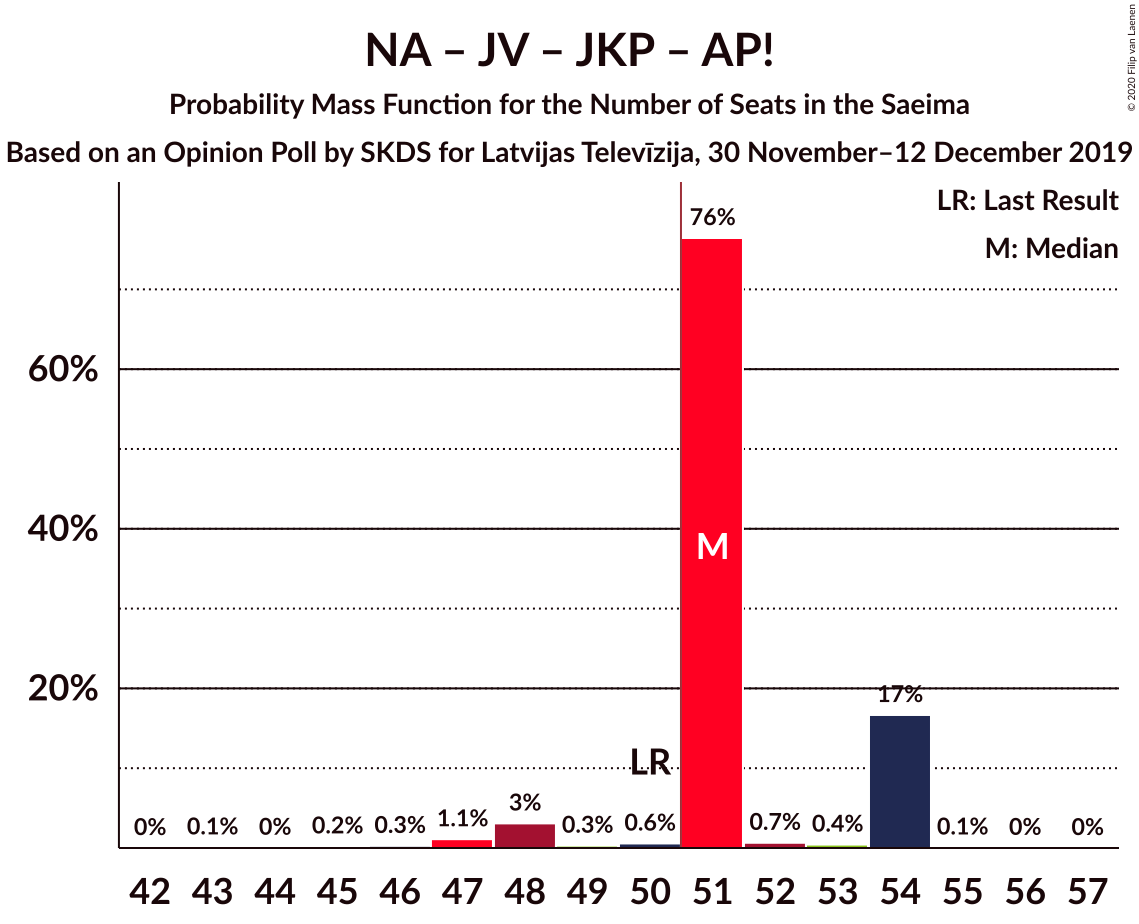 NA – JV – JKP – AP!
Probability Mass Function for the Number of Seats in the Saeima
Based on an Opinion Poll by SKDS for Latvijas Televīzija, 30 November–12 December 2019
© 2020 Filip van Laenen
LR: Last Result
M: Median
76%
60%
40%
20%
M
LR
17%
0% 0.1% 0% 0.2% 0.3% 1.1% 3% 0.3% 0.6% 0.7% 0.4% 0.1% 0% 0%
42 43 44 45 46 47 48 49 50 51 52 53 54 55 56 57